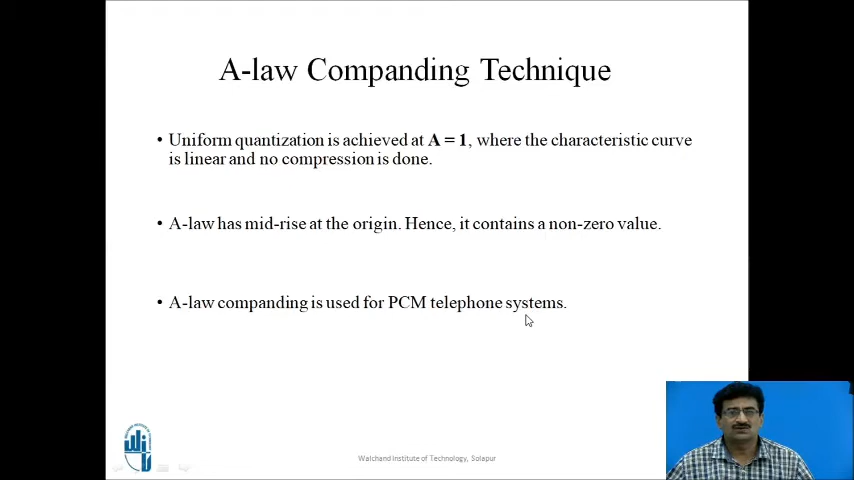 A-law Companding Technique
• Uniform quantization is achieved at A = 1, where the characteristic curve
is linear and no compression is done.
• A-law has mid-rise at the origin. Hence, it contains a non-zero value.
• A-law companding is used for PCM telephone systems.
Walchand Institute of Technology, Solapur